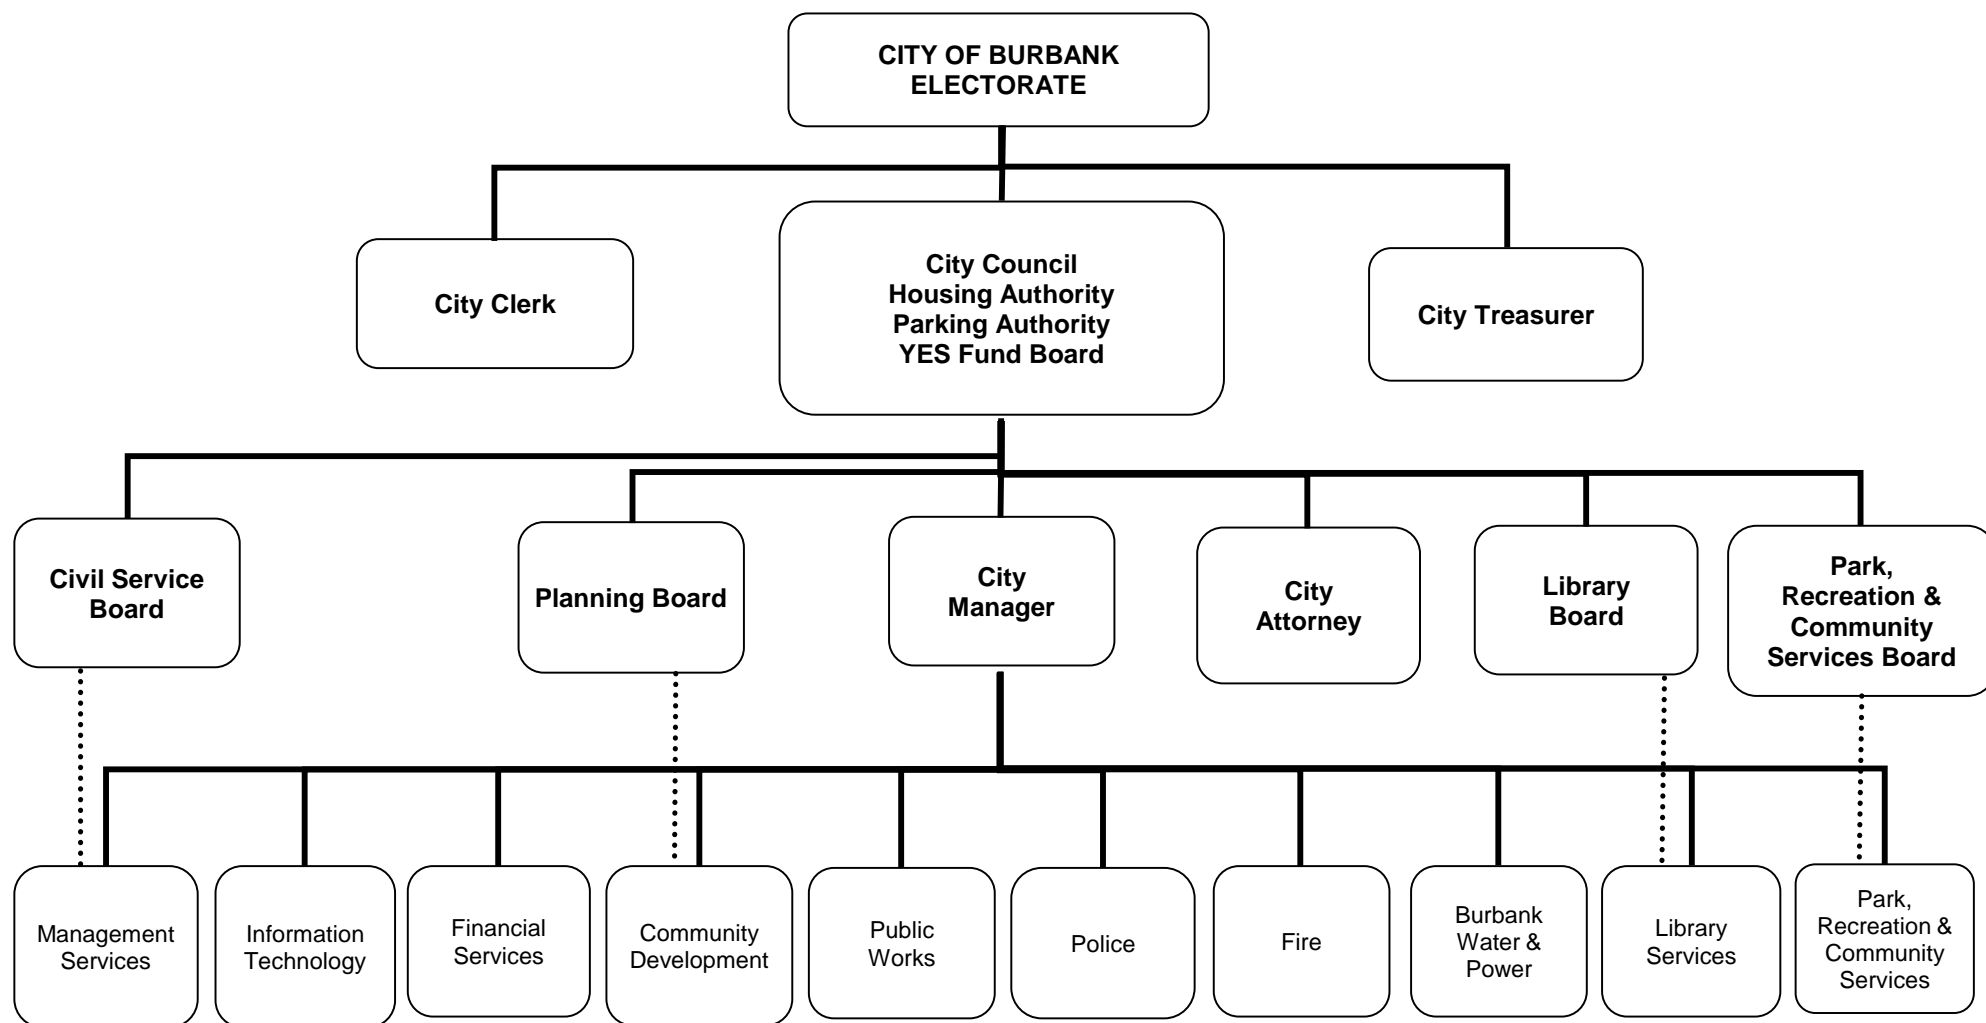 CITY OF BURBANK
ELECTORATE
City Clerk
City Council
Housing Authority
Parking Authority
YES Fund Board
City Treasurer
Civil Service
Board
Planning Board
City
Manager
City
Attorney
Library
Board
Park,
Recreation &
Community
Services Board
Management
Services
Information
Technology
Financial
Services
Community
Development
Public
Works
Police
Fire
Burbank
Water &
Power
Library
Services
Park,
Recreation &
Community
Services